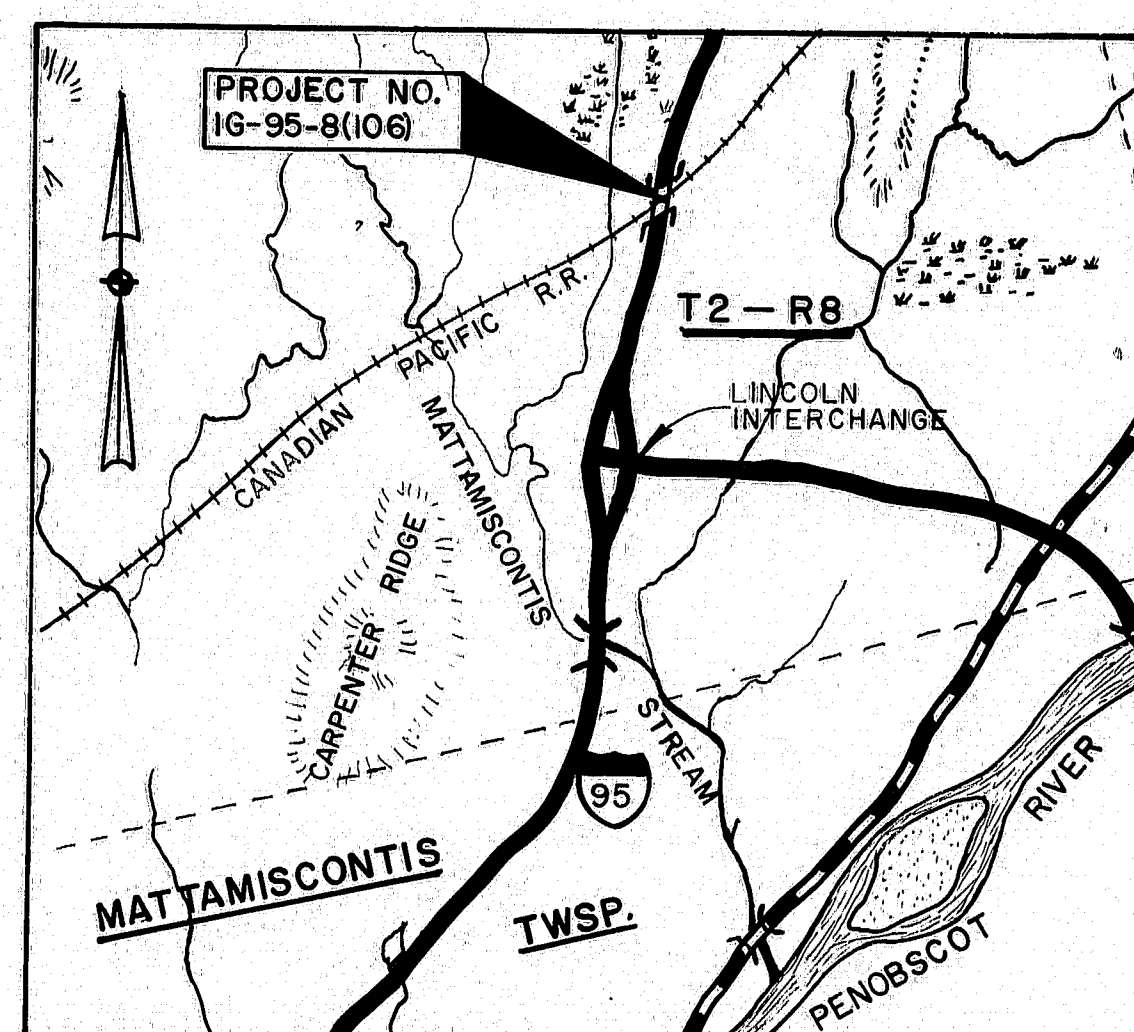 PROJECT NO.
IG-95-8(106)
CANADIAN PACIFIC R.R.
T2 — R8
LINCOLN
INTERCHANGE
MATTAMISCONTIS STREAM
CARPENTER RIDGE
95
MATTAMISCONTIS TWSP.
PENOBSCOT RIVER